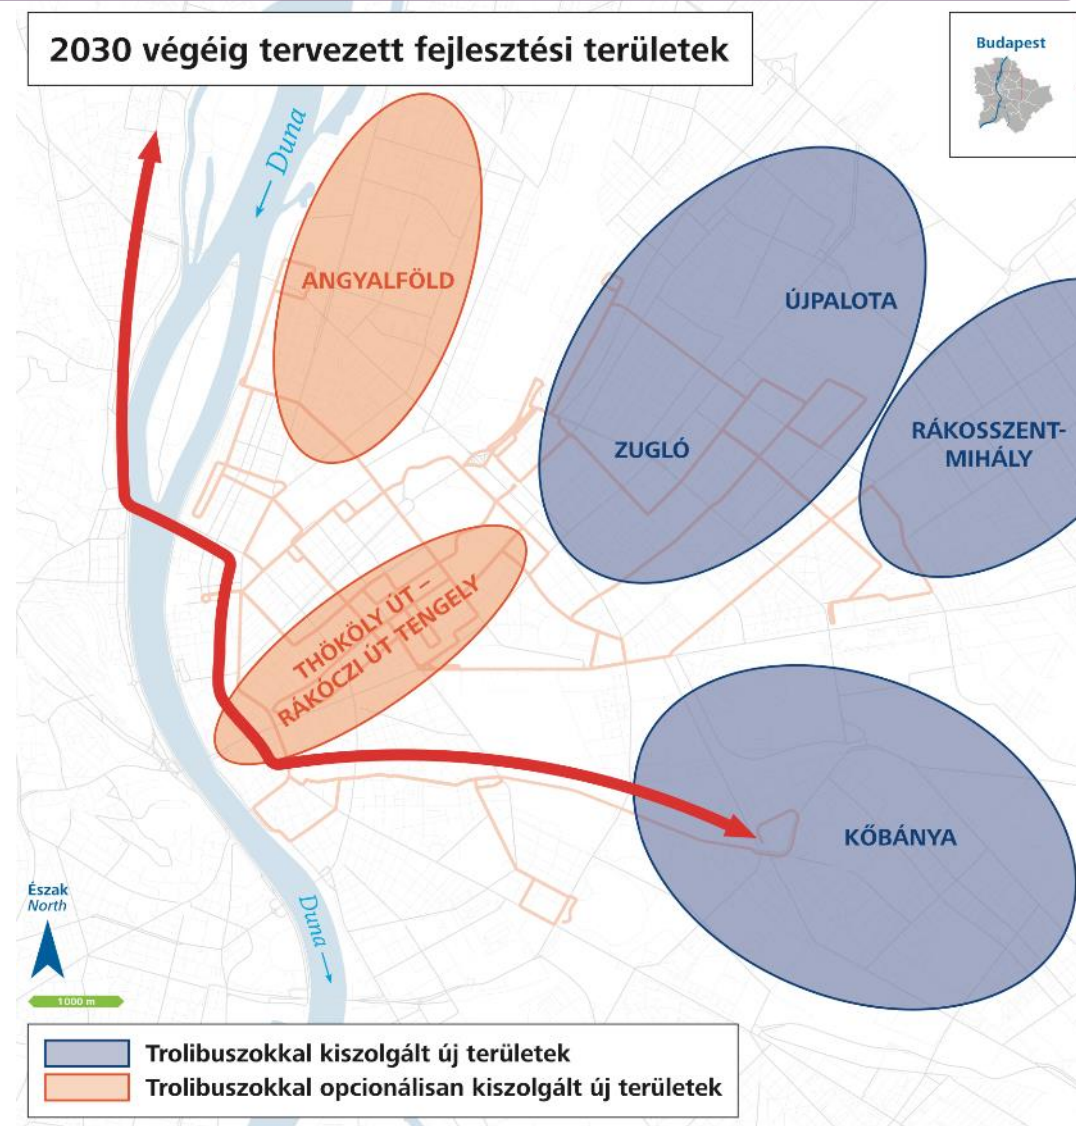 2030 végéig tervezett fejlesztési területek
Budapest
← Duna
ANGYALFÖLD
ÚJPALOTA
ZUGLÓ
RÁKOSSZENT-
MIHÁLY
THÖKÖLY ÚT –
RÁKÓCZI ÚT TENGELY
KŐBÁNYA
Észak
North
Duna →
1000 m
Trolibuszokkal kiszolgált új területek
Trolibuszokkal opcionálisan kiszolgált új területek